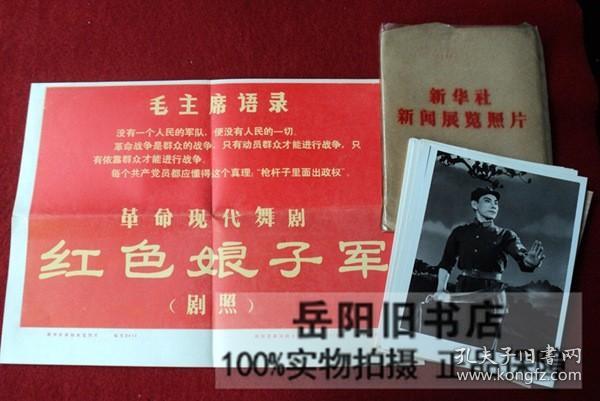 毛主席语录
没有一个人民的军队，便没有人民的一切。
革命战争是群众的战争，只有动员群众才能进行战争，只
有依靠群众才能进行战争。
每个共产党员都应懂得这个真理：“枪杆子里面出政权”。
革命现代舞剧
红色娘子军
（剧照）
新华社
新闻展览照片
岳阳旧书店
100%实物拍摄 正品保障
孔夫子旧书网
www.kongfz.com